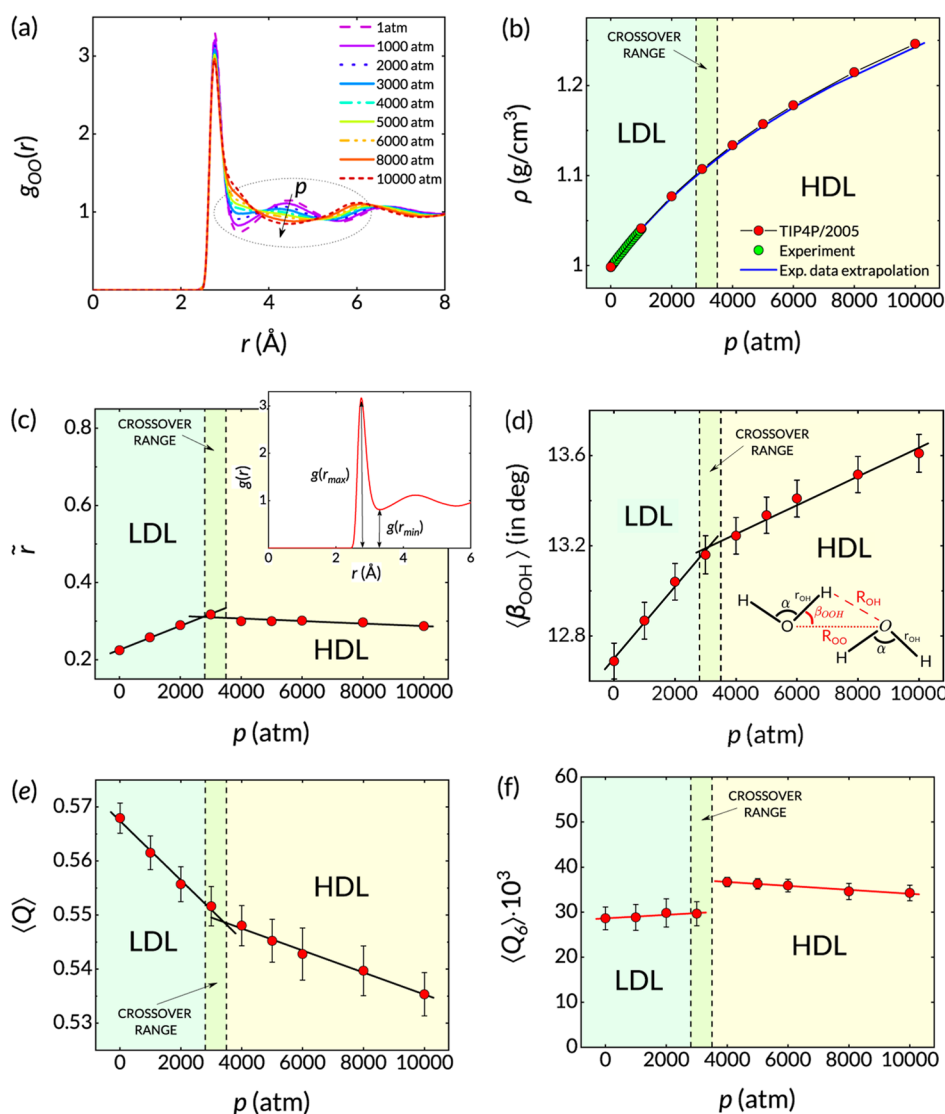 (a)
1atm
1000 atm
2000 atm
3000 atm
4000 atm
5000 atm
6000 atm
8000 atm
10000 atm
p
g_OO(r)
3
2
1
0
2
4
6
8
r (Å)
(b)
CROSSOVER
RANGE
LDL
HDL
TIP4P/2005
Experiment
Exp. data extrapolation
ρ (g/cm³)
1.2
1.1
1
0 2000 4000 6000 8000 10000
p (atm)
(c)
CROSSOVER
RANGE
LDL
HDL
r̃
0.8
0.6
0.4
0.2
0 2000 4000 6000 8000 10000
p (atm)
g(r)
3
1
g(r_max)
g(r_min)
0 2 4 6
r (Å)
(d)
CROSSOVER
RANGE
LDL
HDL
⟨β_OOH⟩ (in deg)
13.6
13.2
12.8
H
α
r_OH
H
R_OH
β_OOH
O
R_OO
O
r_OH
H
α
H
0 2000 4000 6000 8000 10000
p (atm)
(e)
HDL
LDL
CROSSOVER
RANGE
⟨Q⟩
0.57
0.56
0.55
0.54
0.53
0 2000 4000 6000 8000 10000
p (atm)
(f)
CROSSOVER
RANGE
LDL
HDL
⟨Q₆⟩·10³
60
50
40
30
20
10
0
0 2000 4000 6000 8000 10000
p (atm)